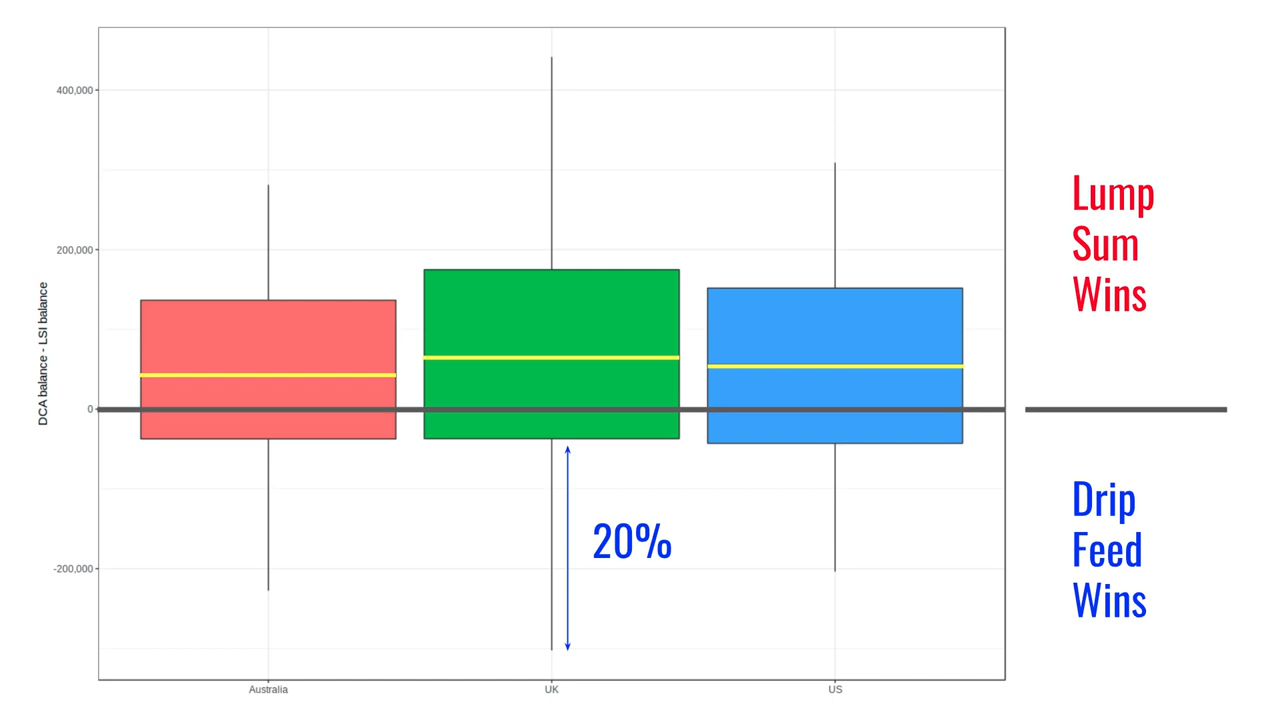 DCA balance - LSI balance
400,000
200,000
0
-200,000
Australia
UK
US
20%
Lump
Sum
Wins
Drip
Feed
Wins